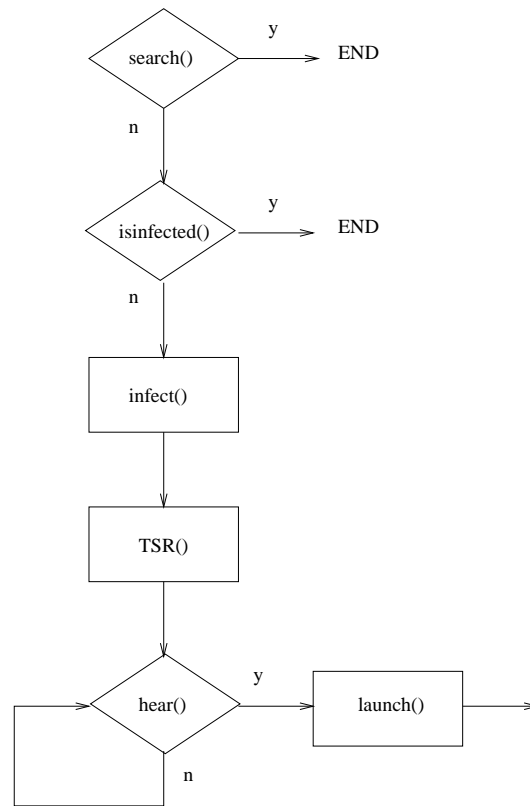 y
search()
END
n
y
isinfected()
END
n
infect()
TSR()
y
hear()
launch()
n